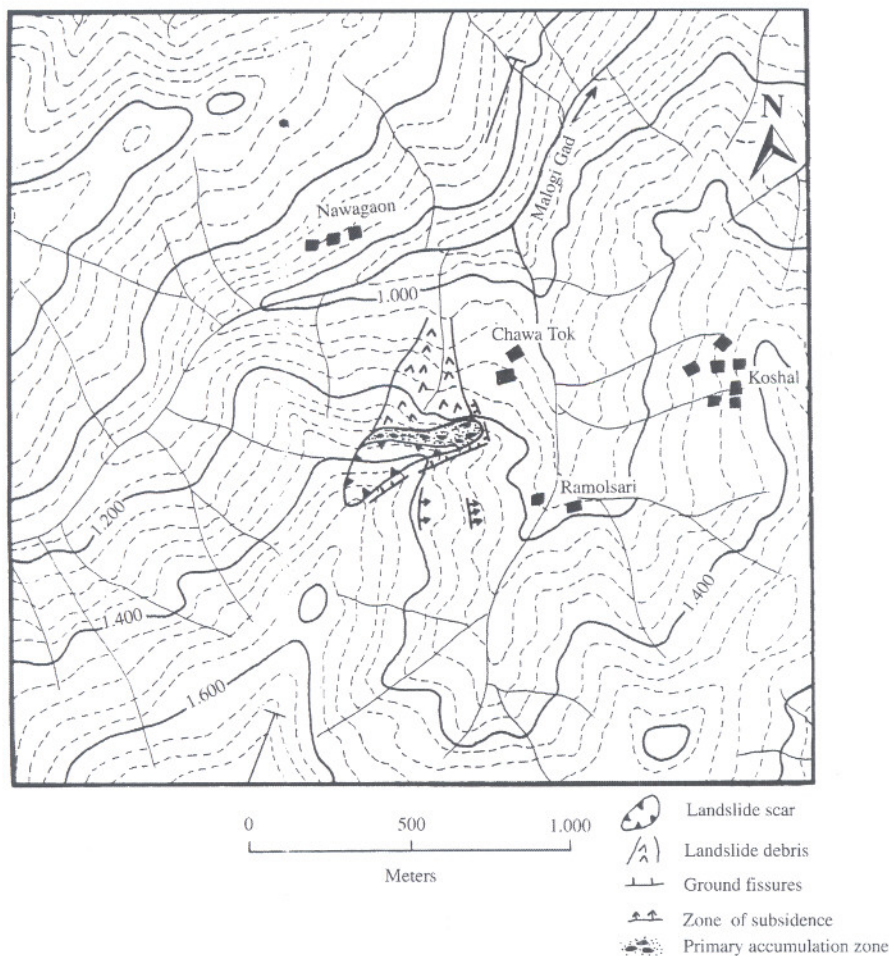 N
Malogi Gad
Nawagaon
1.000
Chawa Tok
Koshal
Ramolsari
1.200
1.400
1.400
1.600
0 500 1.000
Meters
Landslide scar
Landslide debris
Ground fissures
Zone of subsidence
Primary accumulation zone